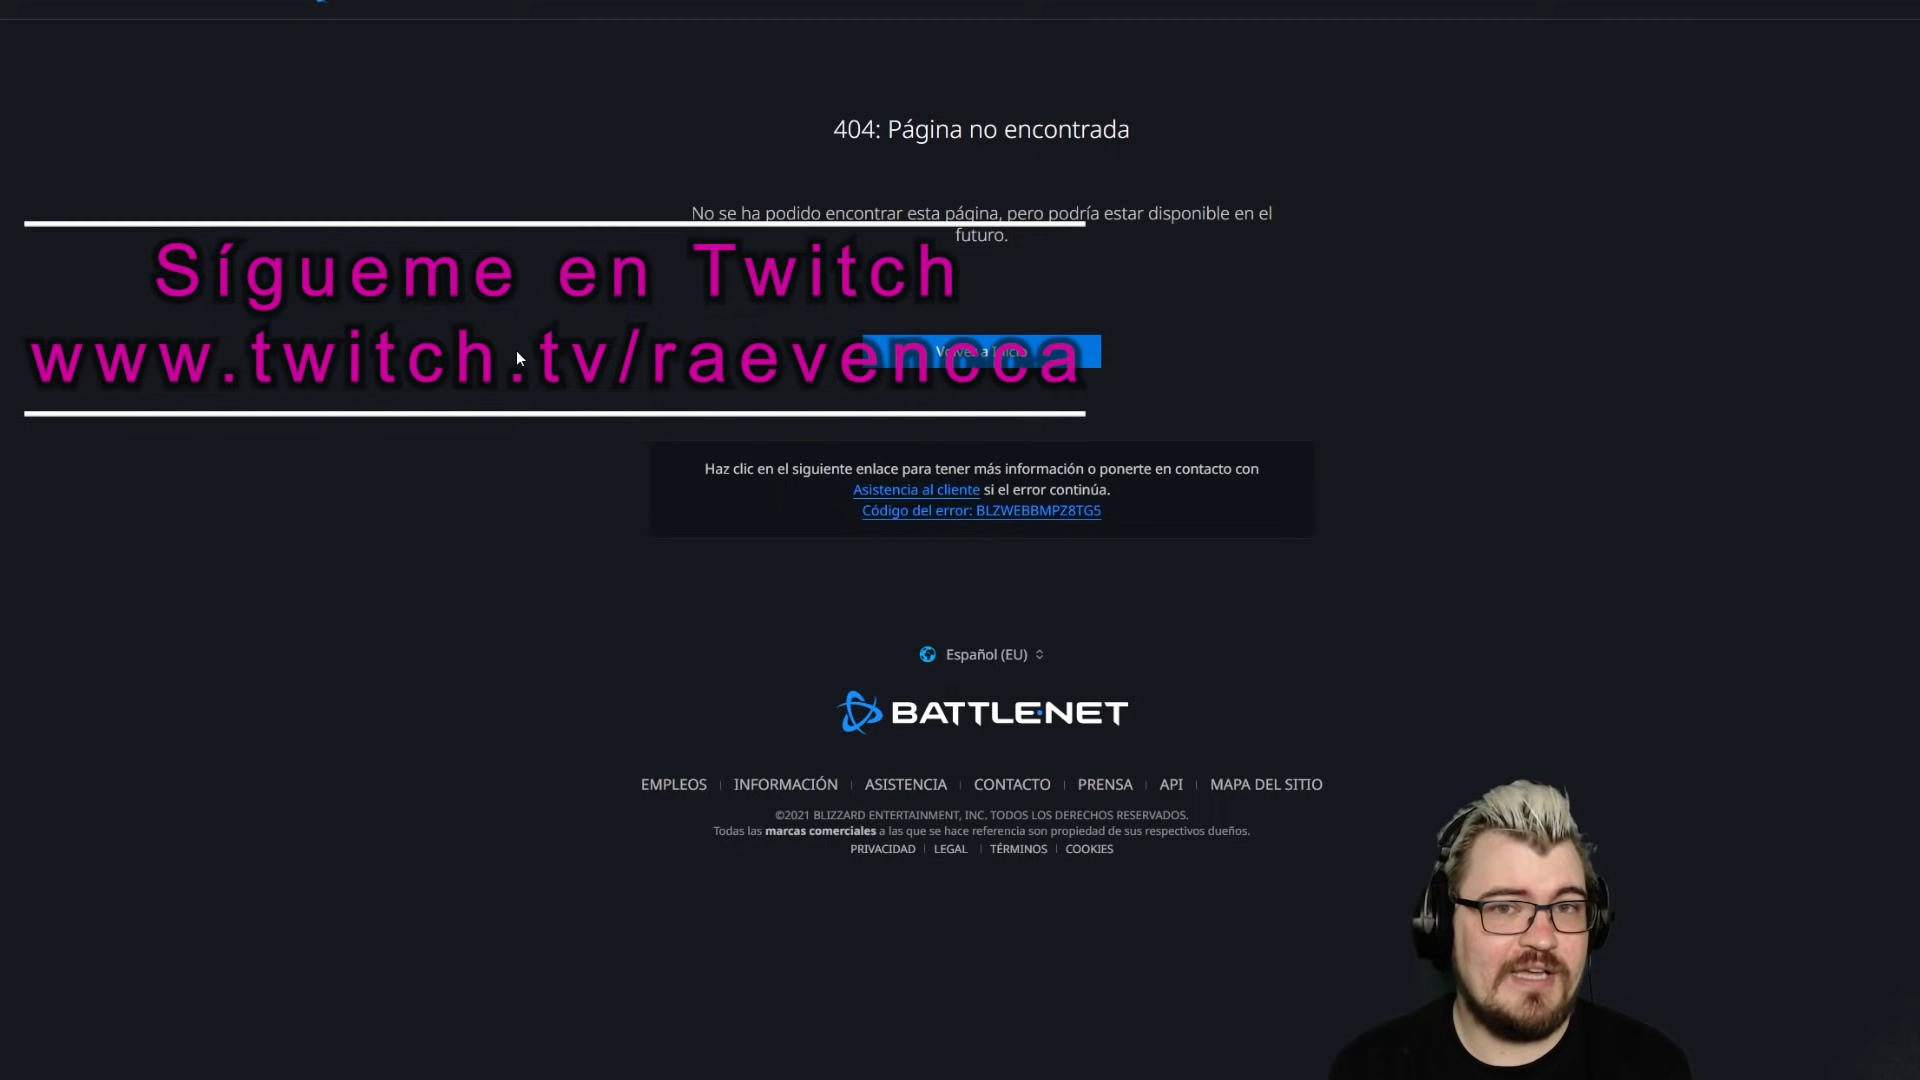 404: Página no encontrada
No se ha podido encontrar esta página, pero podría estar disponible en el
futuro.
Sígueme en Twitch
www.twitch.tv/raevencca
Volver a Inicio
Haz clic en el siguiente enlace para tener más información o ponerte en contacto con
Asistencia al cliente si el error continúa.
Código del error: BLZWEBBMPZ8TG5
Español (EU)
BATTLE.NET
EMPLEOS | INFORMACIÓN | ASISTENCIA | CONTACTO | PRENSA | API | MAPA DEL SITIO
©2021 BLIZZARD ENTERTAINMENT, INC. TODOS LOS DERECHOS RESERVADOS.
Todas las marcas comerciales a las que se hace referencia son propiedad de sus respectivos dueños.
PRIVACIDAD | LEGAL | TÉRMINOS | COOKIES